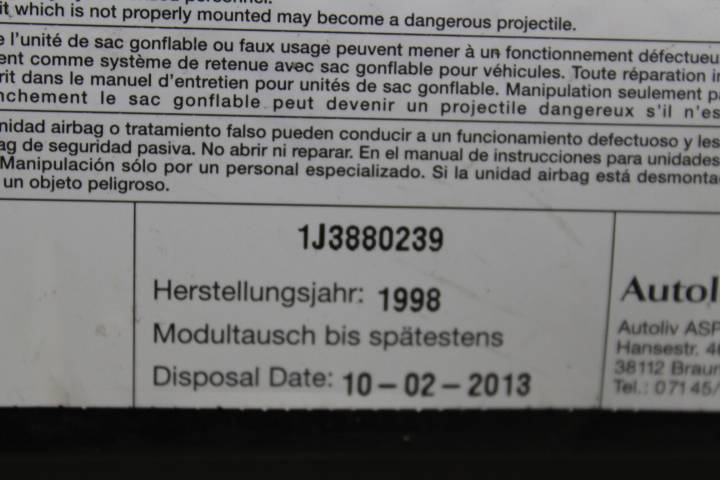 it which is not properly mounted may become a dangerous projectile.
l'unité de sac gonflable ou faux usage peuvent mener à un fonctionnement défectueu
ent comme système de retenue avec sac gonflable pour véhicules. Toute réparation
rit dans le manuel d'entretien pour unités de sac gonflable. Manipulation seulement
nchement le sac gonflable peut devenir un projectile dangereux s'il n'es
nidad airbag o tratamiento falso pueden conducir a un funcionamiento defectuoso y les
ag de seguridad pasiva. No abrir ni reparar. En el manual de instrucciones para unidades
Manipulación sólo por un personal especializado. Si la unidad airbag está desmonta
un objeto peligroso.
1J3880239
Herstellungsjahr: 1998
Modultausch bis spätestens
Disposal Date: 10-02-2013
Autol
Autoliv ASP
Hansestr. 46
38112 Braun
Tel.: 071 45/